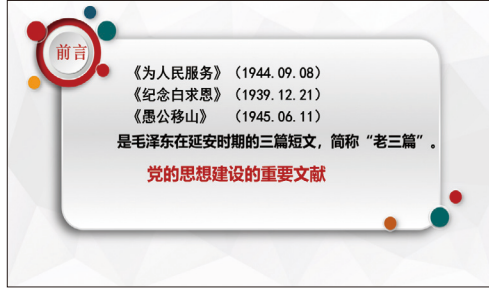 前言
《为人民服务》（1944.09.08）
《纪念白求恩》（1939.12.21）
《愚公移山》 （1945.06.11）
是毛泽东在延安时期的三篇短文，简称“老三篇”。
党的思想建设的重要文献